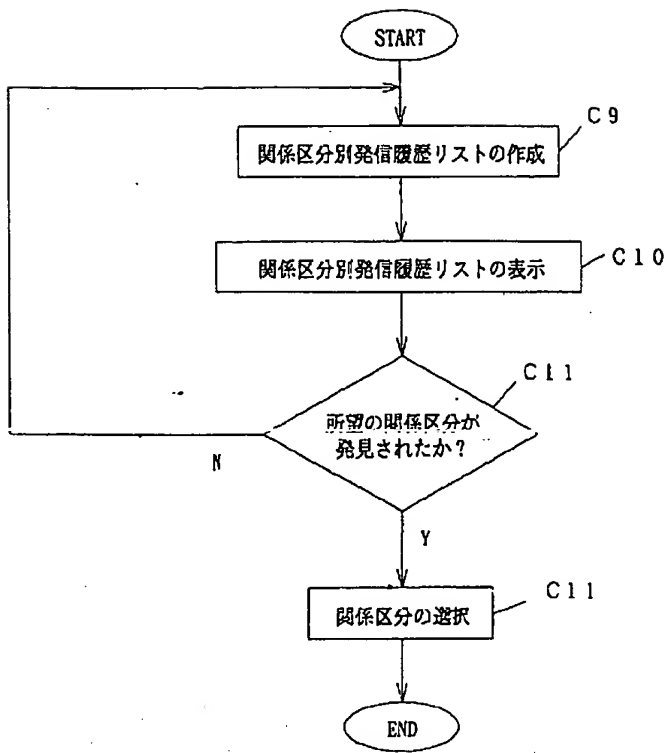 START
C9
関係区分別発信履歴リストの作成
C10
関係区分別発信履歴リストの表示
C11
所望の関係区分が
発見されたか?
N
Y
C11
関係区分の選択
END